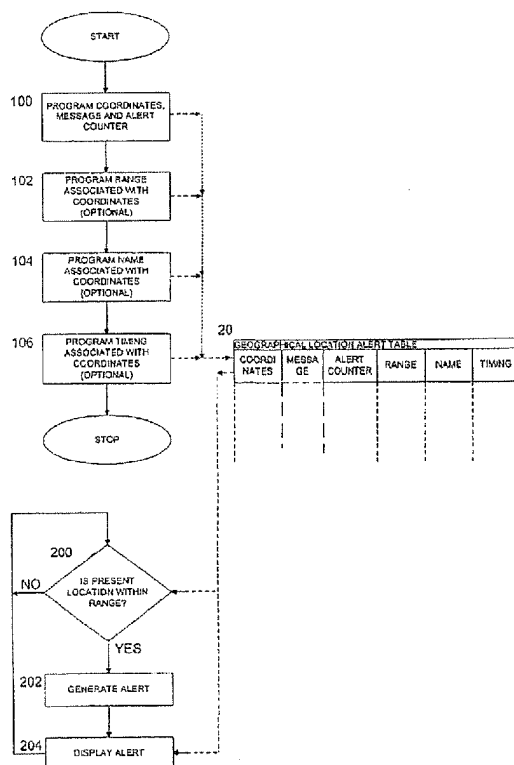 START
100
PROGRAM COORDINATES,
MESSAGE AND ALERT
COUNTER
102
PROGRAM RANGE
ASSOCIATED WITH
COORDINATES
(OPTIONAL)
104
PROGRAM NAME
ASSOCIATED WITH
COORDINATES
(OPTIONAL)
106
PROGRAM TIMING
ASSOCIATED WITH
COORDINATES
(OPTIONAL)
20
GEOGRAPHICAL LOCATION ALERT TABLE
COORDI
NATES
MESSA
GE
ALERT
COUNTER
RANGE
NAME
TIMING
STOP
200
IS PRESENT
LOCATION WITHIN
RANGE?
NO
YES
202
GENERATE ALERT
204
DISPLAY ALERT